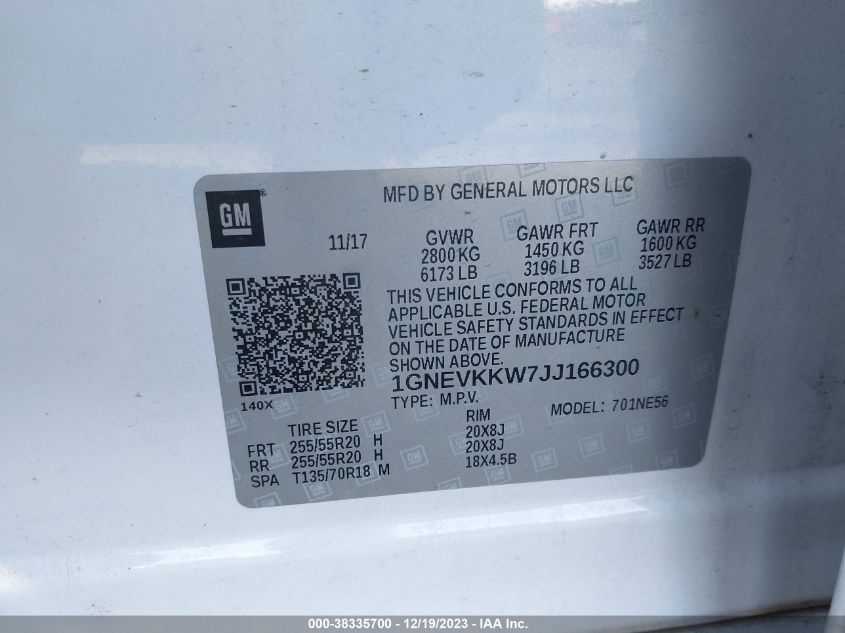 MFD BY GENERAL MOTORS LLC
GM®
11/17
GVWR GAWR FRT GAWR RR
2800 KG 1450 KG 1600 KG
6173 LB 3196 LB 3527 LB
THIS VEHICLE CONFORMS TO ALL
APPLICABLE U.S. FEDERAL MOTOR
VEHICLE SAFETY STANDARDS IN EFFECT
ON THE DATE OF MANUFACTURE
SHOWN ABOVE.
1GNEVKKW7JJ166300
140X
TYPE: M.P.V. MODEL: 701NE56
TIRE SIZE RIM
FRT 255/55R20 H 20X8J
RR 255/55R20 H 20X8J
SPA T135/70R18 M 18X4.5B
000-38335700 - 12/19/2023 - IAA Inc.